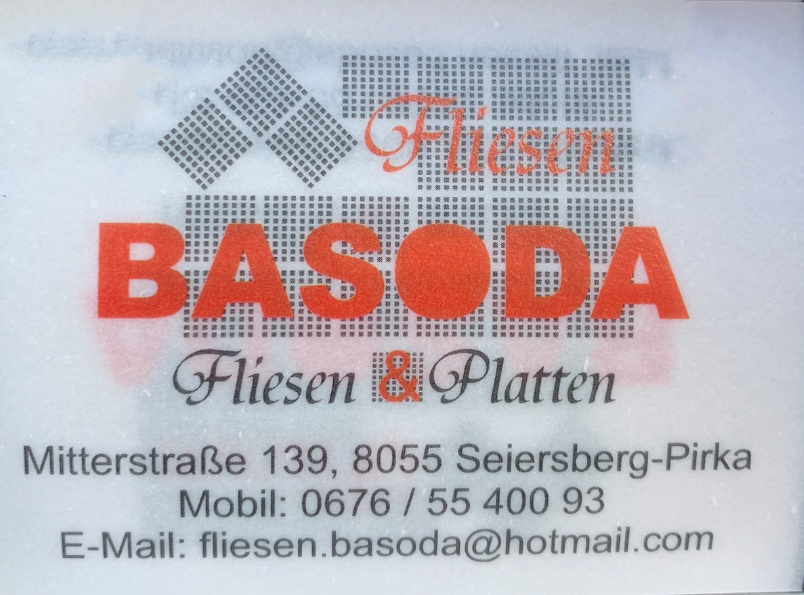 Fliesen
BASODA
Fliesen & Platten
Mitterstraße 139, 8055 Seiersberg-Pirka
Mobil: 0676 / 55 400 93
E-Mail: fliesen.basoda@hotmail.com